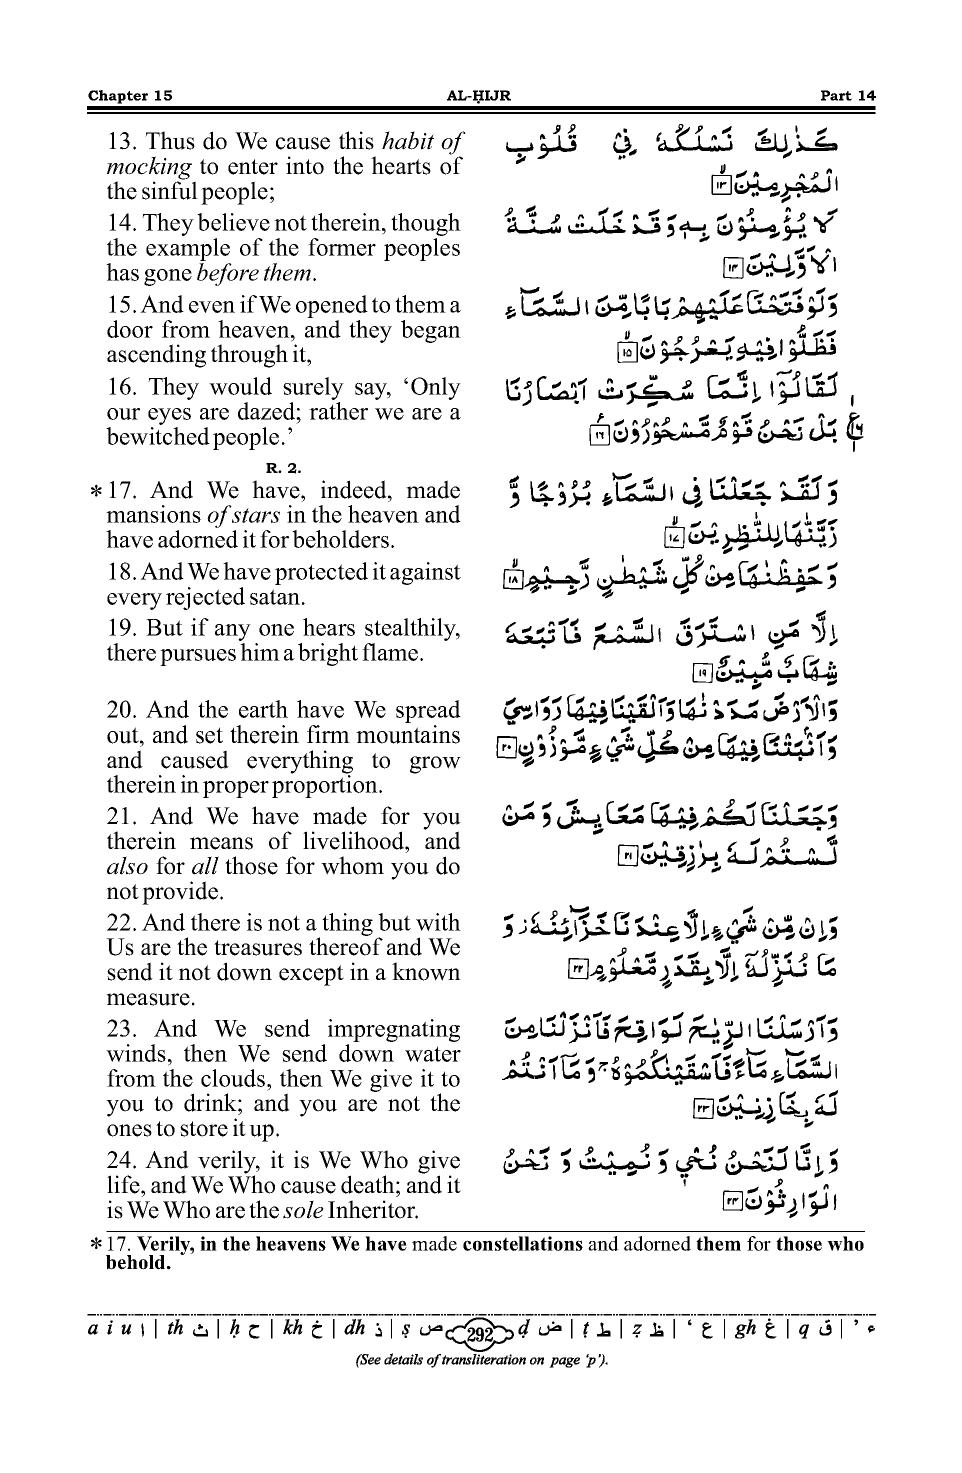 Chapter 15 AL-ḤIJR Part 14
13. Thus do We cause this habit of
mocking to enter into the hearts of
the sinful people;
كَذٰلِكَ نَسْلُكُهٗ فِيْ قُلُوْبِ
الْمُجْرِمِيْنَ ۱۳
14. They believe not therein, though
the example of the former peoples
has gone before them.
لَا يُؤْمِنُوْنَ بِهٖ وَقَدْ خَلَتْ سُنَّةُ
الْاَوَّلِيْنَ ۱۴
15. And even if We opened to them a
door from heaven, and they began
ascending through it,
وَلَوْ فَتَحْنَا عَلَيْهِمْ بَابًا مِّنَ السَّمَآءِ
فَظَلُّوْا فِيْهِ يَعْرُجُوْنَ ۱۵
16. They would surely say, ‘Only
our eyes are dazed; rather we are a
bewitched people.’
لَقَالُوْٓا اِنَّمَا سُكِّرَتْ اَبْصَارُنَا
بَلْ نَحْنُ قَوْمٌ مَّسْحُوْرُوْنَ ۱۶
R. 2.
*17. And We have, indeed, made
mansions of stars in the heaven and
have adorned it for beholders.
وَلَقَدْ جَعَلْنَا فِي السَّمَآءِ بُرُوْجًا وَّ
زَيَّنّٰهَا لِلنّٰظِرِيْنَ ۱۷
18. And We have protected it against
every rejected satan.
وَحَفِظْنٰهَا مِنْ كُلِّ شَيْطٰنٍ رَّجِيْمٍ ۱۸
19. But if any one hears stealthily,
there pursues him a bright flame.
اِلَّا مَنِ اسْتَرَقَ السَّمْعَ فَاَتْبَعَهٗ
شِهَابٌ مُّبِيْنٌ ۱۹
20. And the earth have We spread
out, and set therein firm mountains
and caused everything to grow
therein in proper proportion.
وَالْاَرْضَ مَدَدْنٰهَا وَاَلْقَيْنَا فِيْهَا رَوَاسِيَ
وَاَنْۢبَتْنَا فِيْهَا مِنْ كُلِّ شَيْءٍ مَّوْزُوْنٍ ۲۰
21. And We have made for you
therein means of livelihood, and
also for all those for whom you do
not provide.
وَجَعَلْنَا لَكُمْ فِيْهَا مَعَايِشَ وَ مَنْ
لَّسْتُمْ لَهٗ بِرٰزِقِيْنَ ۲۱
22. And there is not a thing but with
Us are the treasures thereof and We
send it not down except in a known
measure.
وَاِنْ مِّنْ شَيْءٍ اِلَّا عِنْدَنَا خَزَآئِنُهٗ وَ
مَا نُنَزِّلُهٗٓ اِلَّا بِقَدَرٍ مَّعْلُوْمٍ ۲۲
23. And We send impregnating
winds, then We send down water
from the clouds, then We give it to
you to drink; and you are not the
ones to store it up.
وَاَرْسَلْنَا الرِّيٰحَ لَوَاقِحَ فَاَنْزَلْنَا مِنَ
السَّمَآءِ مَآءً فَاَسْقَيْنٰكُمُوْهُ وَمَآ اَنْتُمْ
لَهٗ بِخَازِنِيْنَ ۲۳
24. And verily, it is We Who give
life, and We Who cause death; and it
is We Who are the sole Inheritor.
وَاِنَّا لَنَحْنُ نُحْيٖ وَ نُمِيْتُ وَ نَحْنُ
الْوَارِثُوْنَ ۲۴
*17. Verily, in the heavens We have made constellations and adorned them for those who
behold.
a i u ا | th ث | ḥ ح | kh خ | dh ذ | ṣ ص 292 ḍ ض | ṭ ط | ẓ ظ | ‘ ع | gh غ | q ق | ’ ء
(See details of transliteration on page ‘p’).